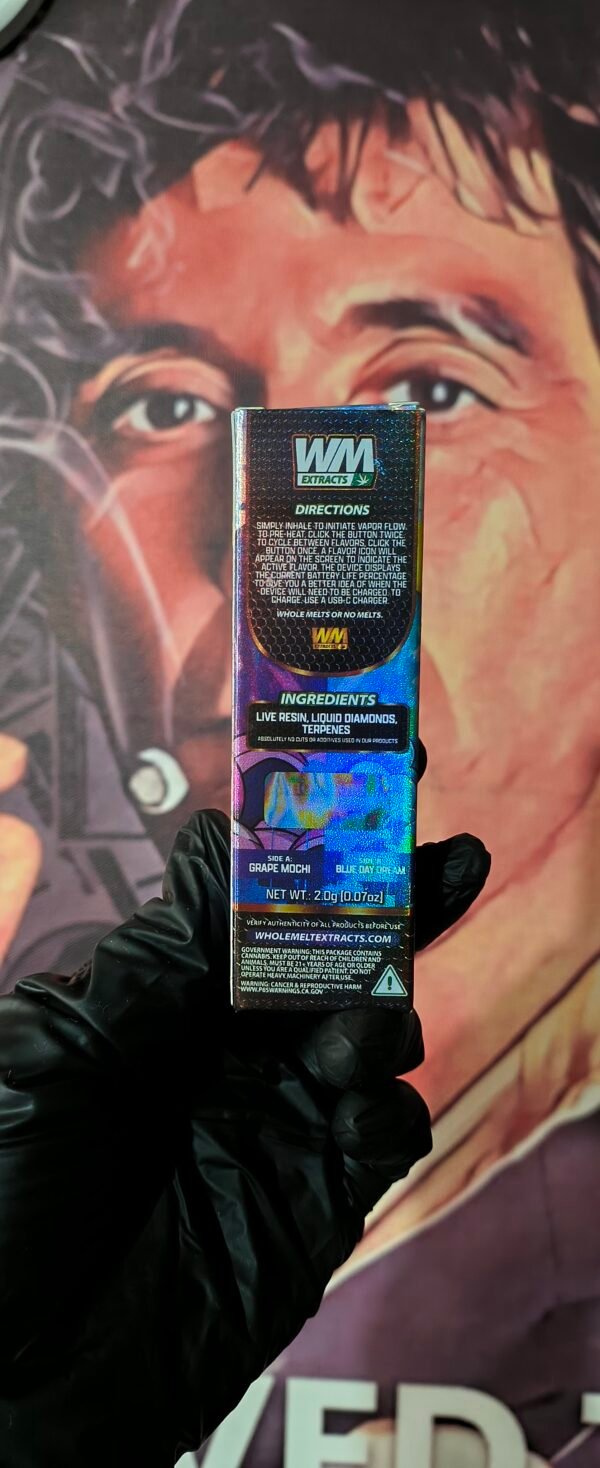 WM
EXTRACTS
DIRECTIONS
SIMPLY INHALE TO INITIATE VAPOR FLOW.
TO PRE-HEAT, CLICK THE BUTTON TWICE.
TO CYCLE BETWEEN FLAVORS, CLICK THE
BUTTON ONCE, A FLAVOR ICON WILL
APPEAR ON THE SCREEN TO INDICATE THE
ACTIVE FLAVOR. THE DEVICE DISPLAYS
THE CURRENT BATTERY LIFE PERCENTAGE
TO GIVE YOU A BETTER IDEA OF WHEN THE
DEVICE WILL NEED TO BE CHARGED. TO
CHARGE, USE A USB-C CHARGER.
WHOLE MELTS OR NO MELTS.
WM
EXTRACTS
INGREDIENTS
LIVE RESIN, LIQUID DIAMONDS,
TERPENES
ABSOLUTELY NO CUTS OR ADDITIVES USED IN OUR PRODUCTS
SIDE A: SIDE B:
GRAPE MOCHI BLUE DAY DREAM
NET WT.: 2.0g (0.07oz)
VERIFY AUTHENTICITY OF ALL PRODUCTS BEFORE USE
WHOLEMELTEXTRACTS.COM
GOVERNMENT WARNING: THIS PACKAGE CONTAINS
CANNABIS. KEEP OUT OF REACH OF CHILDREN AND
ANIMALS. MUST BE 21+ YEARS OF AGE OR OLDER
UNLESS YOU ARE A QUALIFIED PATIENT. DO NOT
OPERATE HEAVY MACHINERY AFTER USE.
WARNING: CANCER & REPRODUCTIVE HARM
WWW.P65WARNINGS.CA.GOV
!